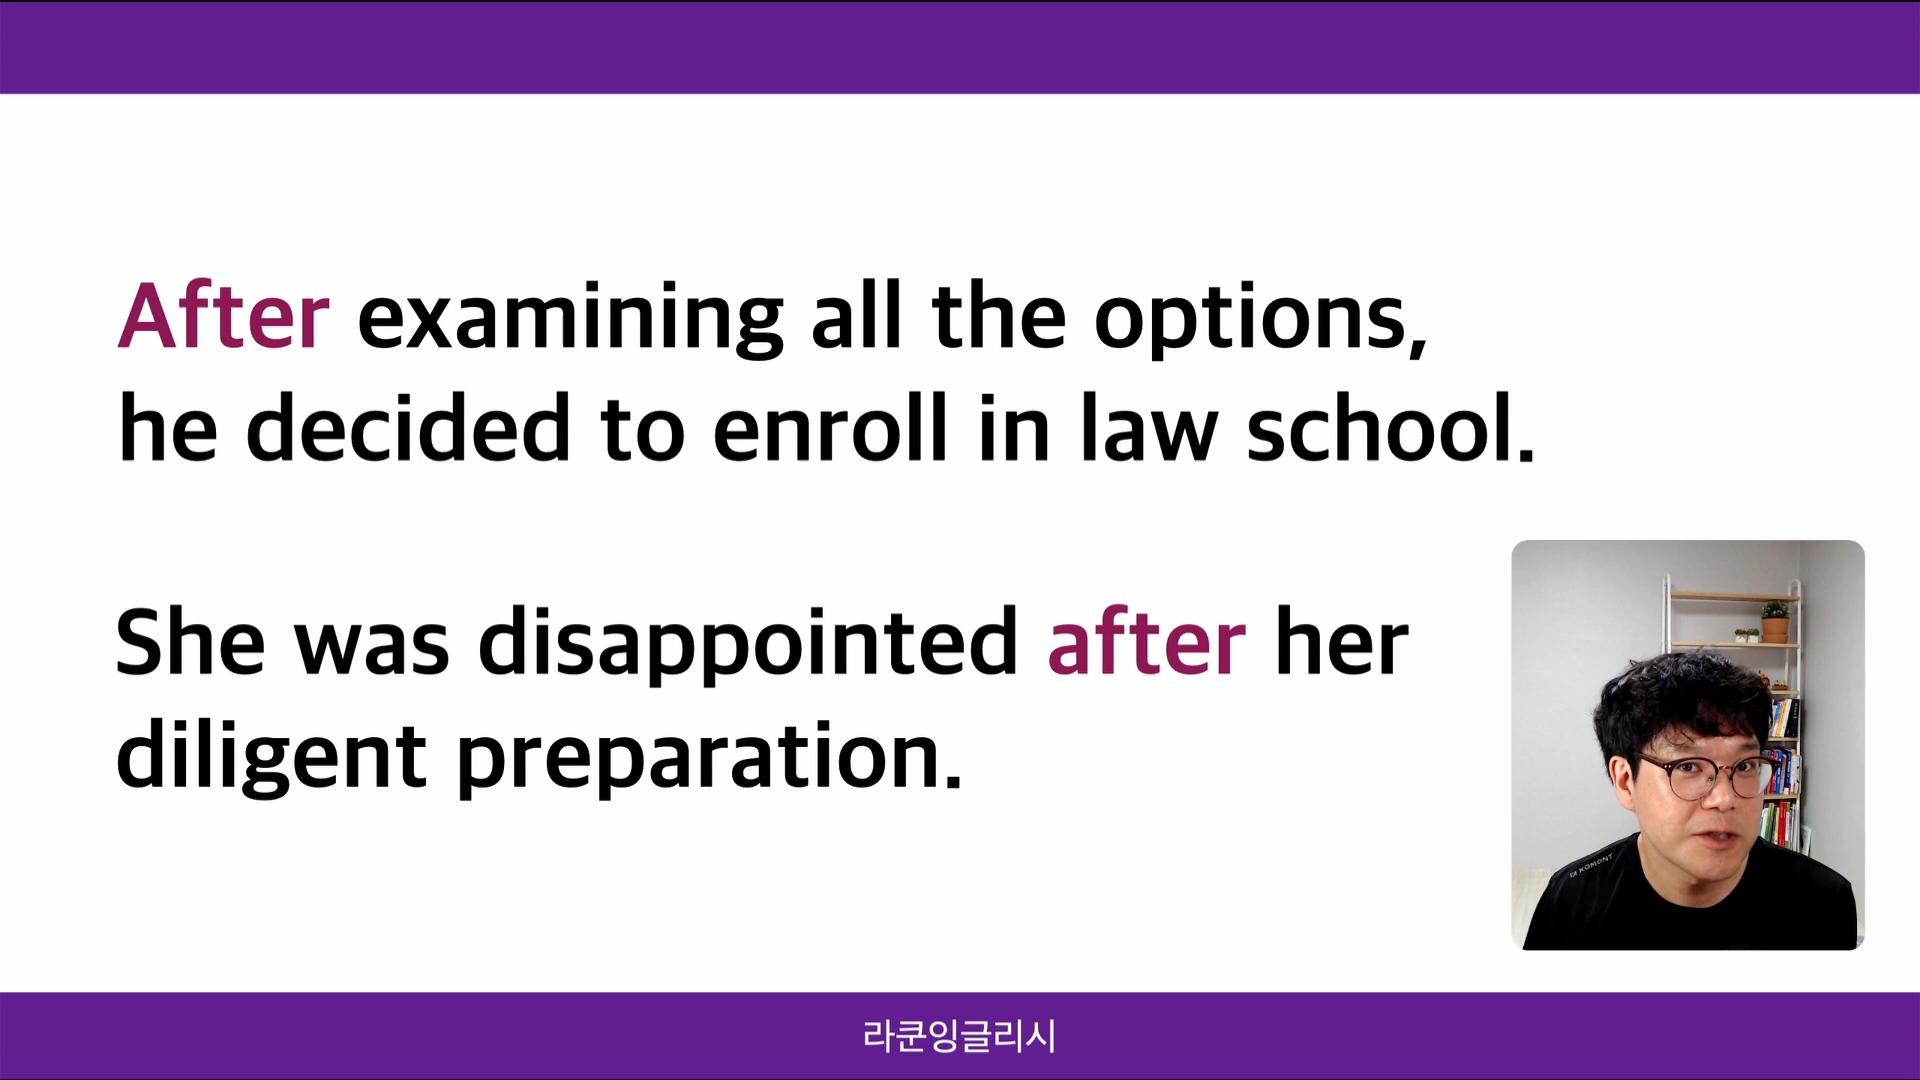 After examining all the options,
he decided to enroll in law school.
She was disappointed after her
diligent preparation.
KOMONT
라쿤잉글리시